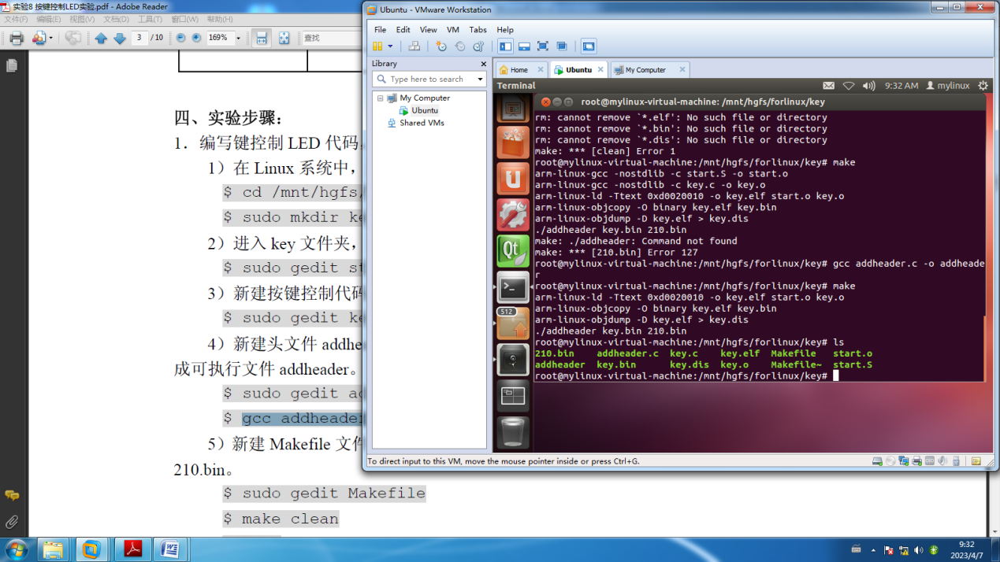 实验8 按键控制LED实验.pdf - Adobe Reader
文件(F) 编辑(E) 视图(V) 文档(D) 工具(T) 窗口(W) 帮助(H)
3 / 10 169% 查找
四、实验步骤：
1．编写键控制 LED 代码
1）在 Linux 系统中，
$ cd /mnt/hgfs/
$ sudo mkdir ke
2）进入 key 文件夹，
$ sudo gedit st
3）新建按键控制代码
$ sudo gedit ke
4）新建头文件 addhe
成可执行文件 addheader。
$ sudo gedit ad
$ gcc addheader
5）新建 Makefile 文件
210.bin。
$ sudo gedit Makefile
$ make clean
Ubuntu - VMware Workstation
File Edit View VM Tabs Help
Library
Type here to search
My Computer
Ubuntu
Shared VMs
Home Ubuntu My Computer
Terminal 9:32 AM mylinux
root@mylinux-virtual-machine: /mnt/hgfs/forlinux/key
rm: cannot remove `*.elf': No such file or directory
rm: cannot remove `*.bin': No such file or directory
rm: cannot remove `*.dis': No such file or directory
make: *** [clean] Error 1
root@mylinux-virtual-machine:/mnt/hgfs/forlinux/key# make
arm-linux-gcc -nostdlib -c start.S -o start.o
arm-linux-gcc -nostdlib -c key.c -o key.o
arm-linux-ld -Ttext 0xd0020010 -o key.elf start.o key.o
arm-linux-objcopy -O binary key.elf key.bin
arm-linux-objdump -D key.elf > key.dis
./addheader key.bin 210.bin
make: ./addheader: Command not found
make: *** [210.bin] Error 127
root@mylinux-virtual-machine:/mnt/hgfs/forlinux/key# gcc addheader.c -o addheade
r
root@mylinux-virtual-machine:/mnt/hgfs/forlinux/key# make
arm-linux-ld -Ttext 0xd0020010 -o key.elf start.o key.o
arm-linux-objcopy -O binary key.elf key.bin
arm-linux-objdump -D key.elf > key.dis
./addheader key.bin 210.bin
root@mylinux-virtual-machine:/mnt/hgfs/forlinux/key# ls
210.bin addheader.c key.c key.elf Makefile start.o
addheader key.bin key.dis key.o Makefile~ start.S
root@mylinux-virtual-machine:/mnt/hgfs/forlinux/key#
Qt
S12
To direct input to this VM, move the mouse pointer inside or press Ctrl+G.
9:32
2023/4/7